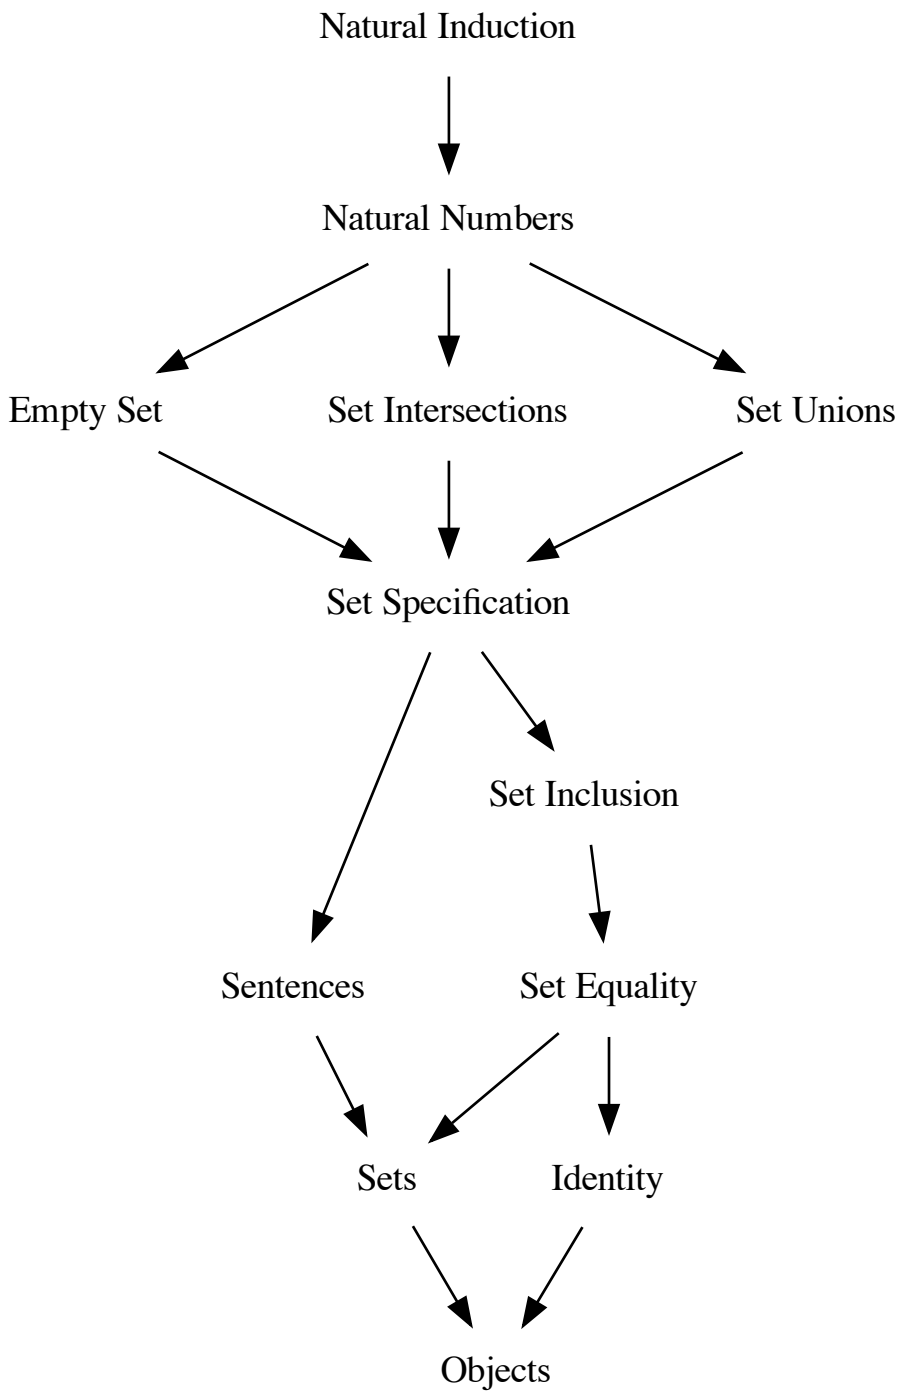 Natural Induction
Natural Numbers
Empty Set
Set Intersections
Set Unions
Set Specification
Set Inclusion
Sentences
Set Equality
Sets
Identity
Objects